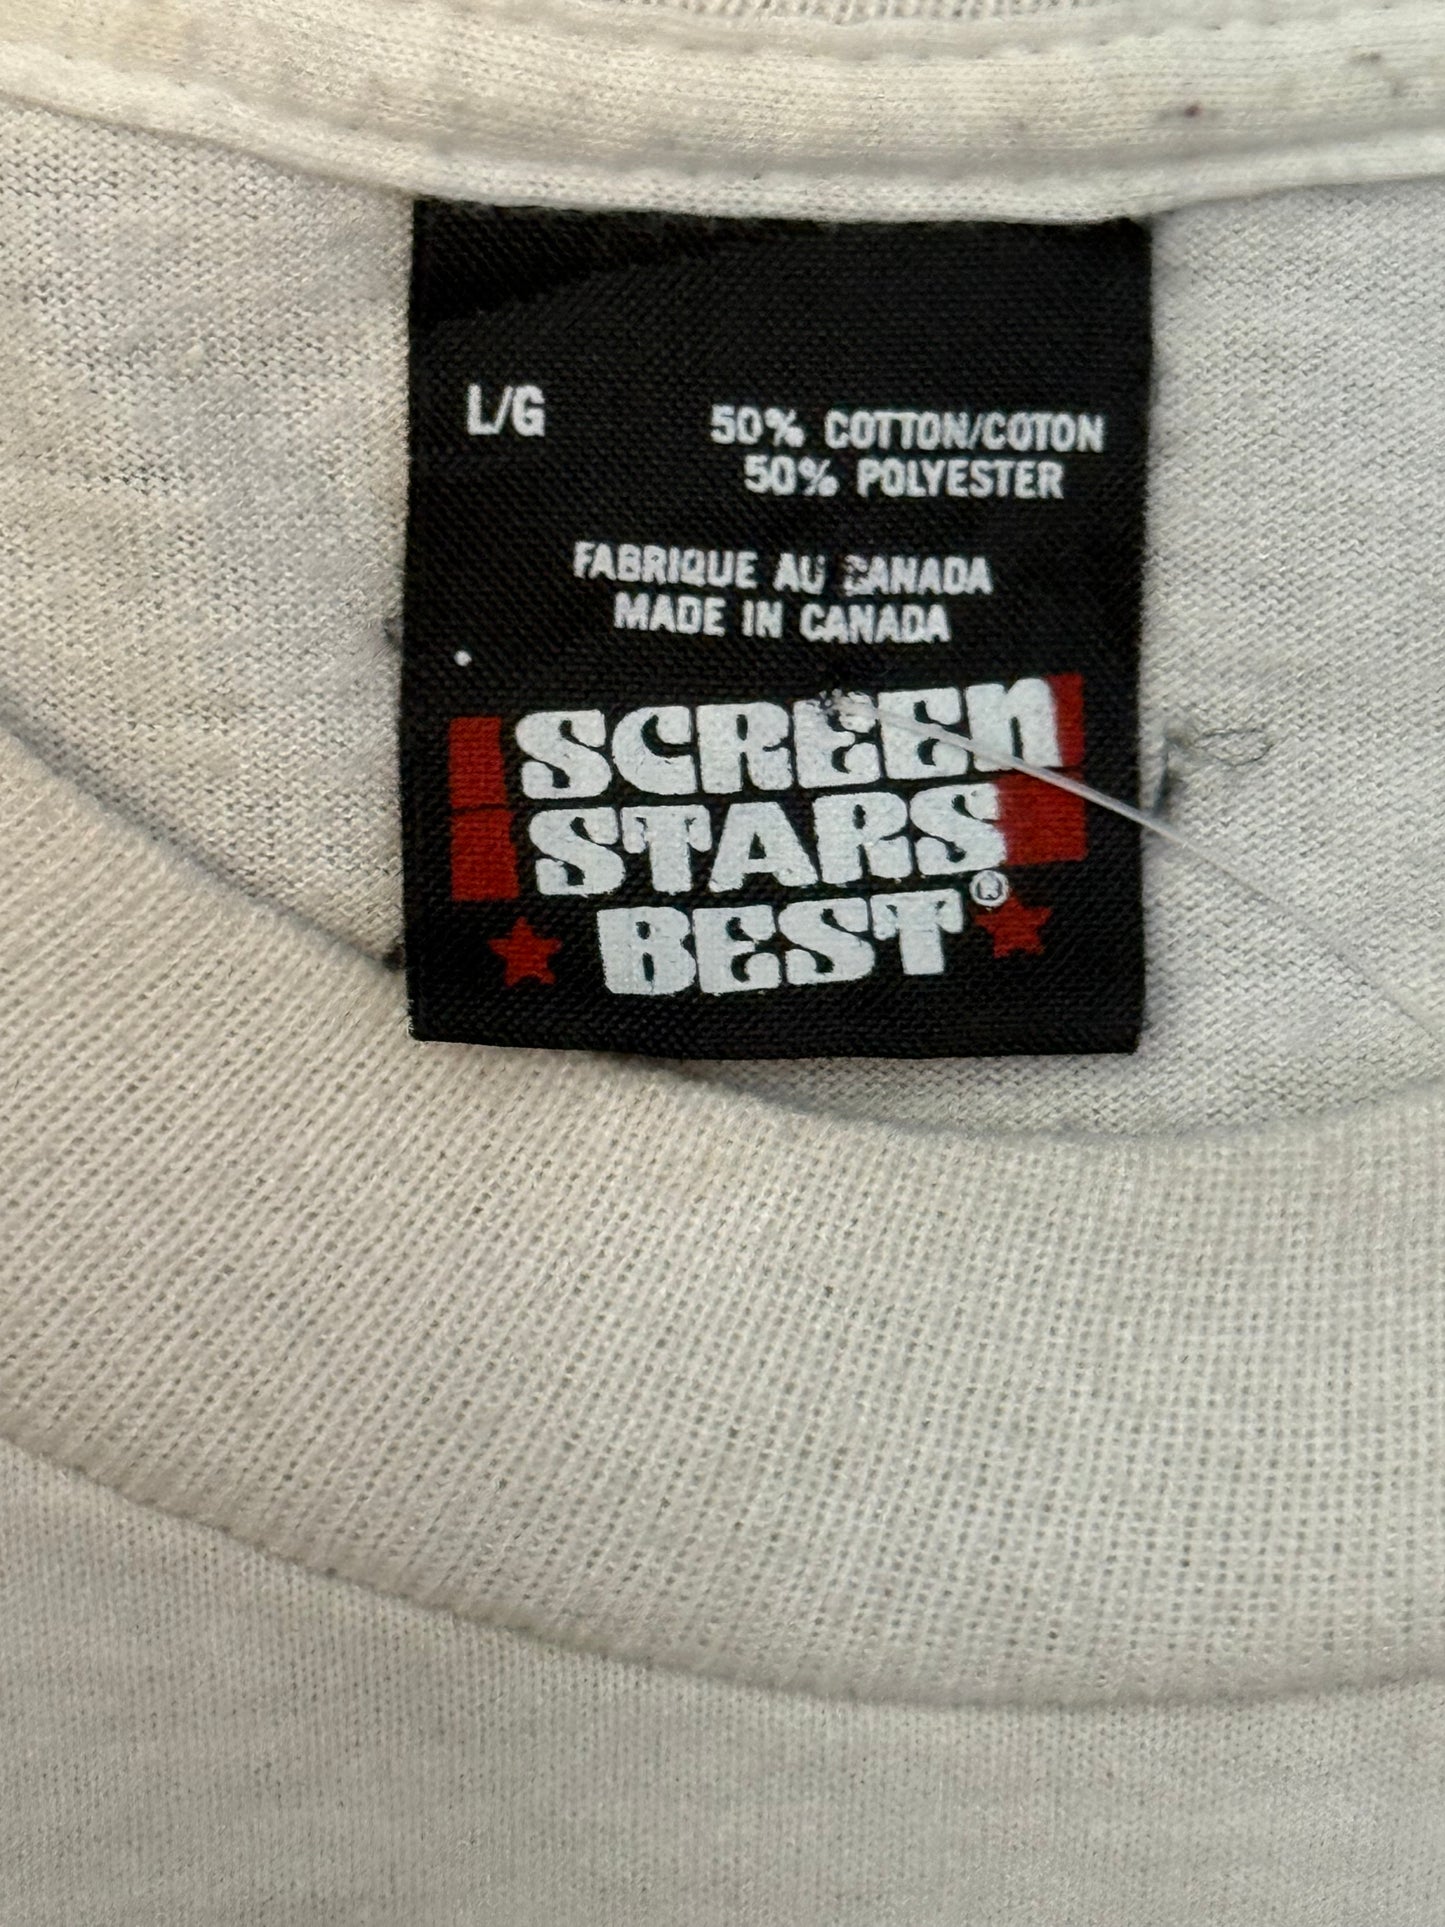 L/G
50% COTTON/COTON
50% POLYESTER
FABRIQUE AU CANADA
MADE IN CANADA
SCREEN
STARS
BEST®